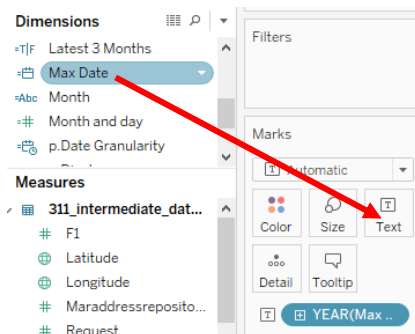 Dimensions
=T|F Latest 3 Months
Max Date
=Abc Month
=# Month and day
p.Date Granularity
Measures
311_intermediate_dat...
# F1
Latitude
Longitude
# Maraddressreposito...
# Request
Filters
Marks
T Automatic
Color Size T Text
Detail Tooltip
T YEAR(Max ..